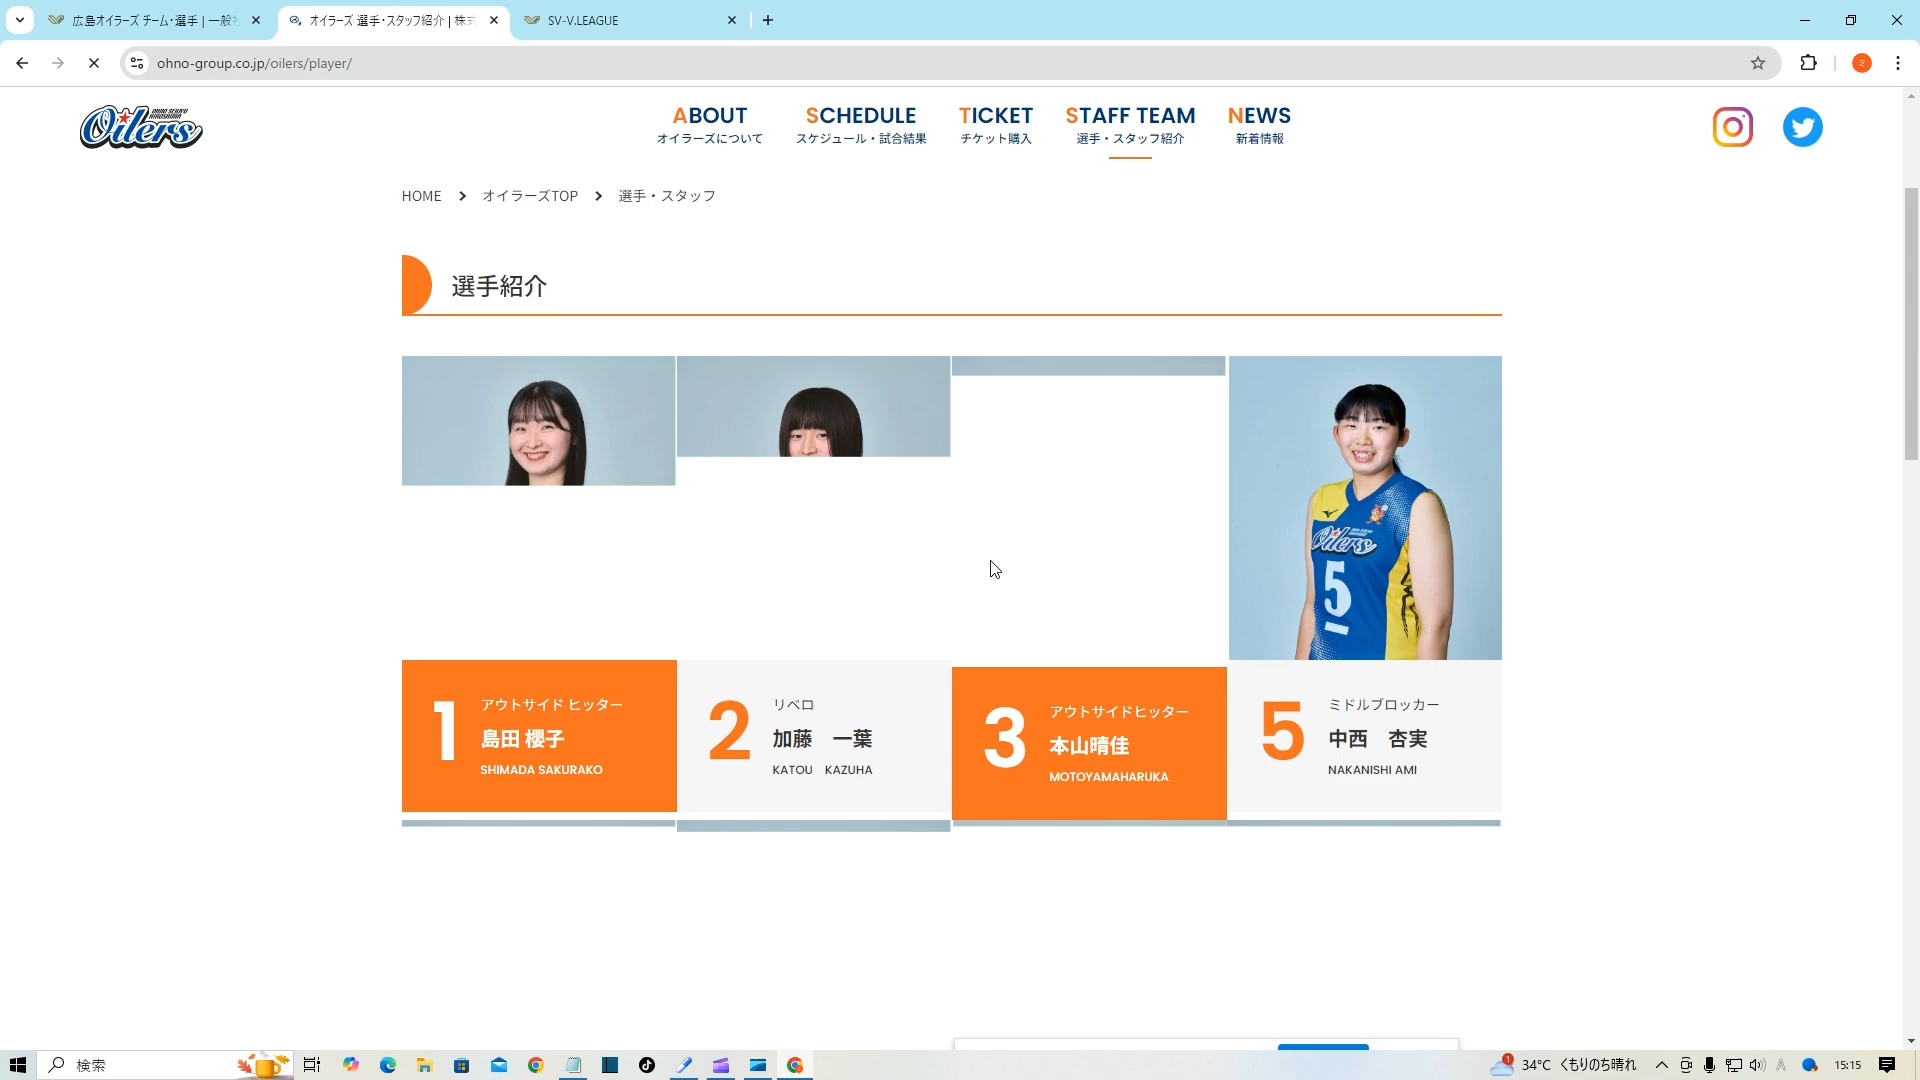 広島オイラーズ チーム・選手 | 一般社
オイラーズ 選手・スタッフ紹介 | 株式
SV-V.LEAGUE
ohno-group.co.jp/oilers/player/
Oilers
ABOUT
オイラーズについて
SCHEDULE
スケジュール・試合結果
TICKET
チケット購入
STAFF TEAM
選手・スタッフ紹介
NEWS
新着情報
HOME
オイラーズTOP
選手・スタッフ
選手紹介
Oilers
5
1
アウトサイド ヒッター
島田 櫻子
SHIMADA SAKURAKO
2
リベロ
加藤　一葉
KATOU　KAZUHA
3
アウトサイドヒッター
本山晴佳
MOTOYAMAHARUKA
5
ミドルブロッカー
中西　杏実
NAKANISHI AMI
検索
1
34°C くもりのち晴れ
A
15:15